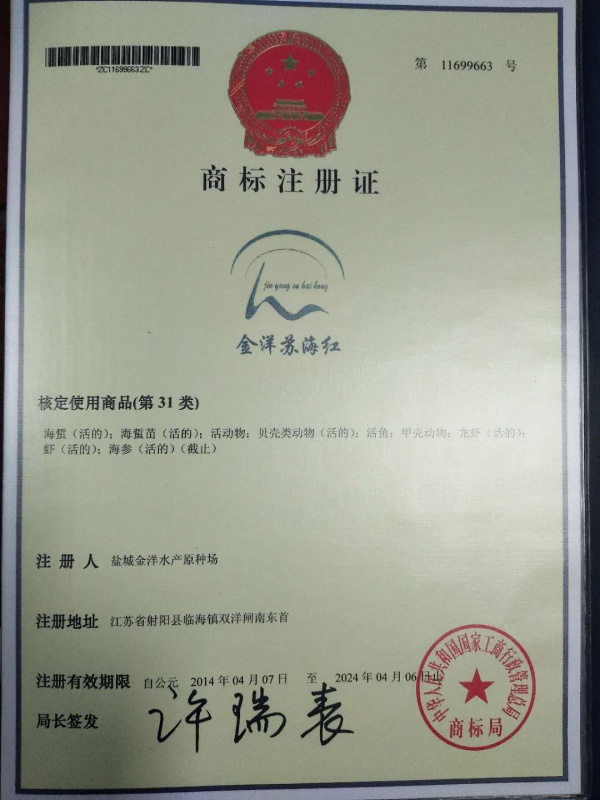 *ZC11699663ZC*
第 11699663 号
商标注册证
jin yang su hai hong
金洋苏海红
核定使用商品(第 31 类)
海蜇（活的）；海蜇苗（活的）；活动物；贝壳类动物（活的）；活鱼；甲壳动物；龙虾（活的）；
虾（活的）；海参（活的）（截止）
注 册 人 盐城金洋水产原种场
注册地址 江苏省射阳县临海镇双洋闸南东首
注册有效期限 自公元 2014 年 04 月 07 日 至 2024 年 04 月 06 日止
局长签发 许瑞表
中华人民共和国国家工商行政管理总局
商标局